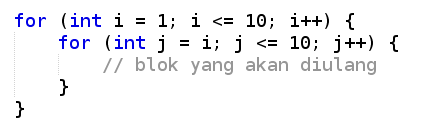 for (int i = 1; i <= 10; i++) {
    for (int j = i; j <= 10; j++) {
        // blok yang akan diulang
    }
}